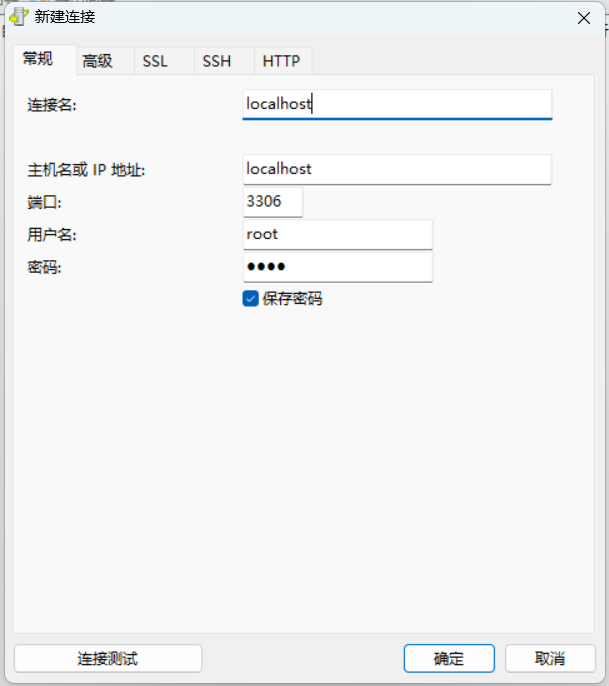 新建连接
常规 高级 SSL SSH HTTP
连接名: localhost
主机名或 IP 地址: localhost
端口: 3306
用户名: root
密码: ●●●●
保存密码
连接测试 确定 取消